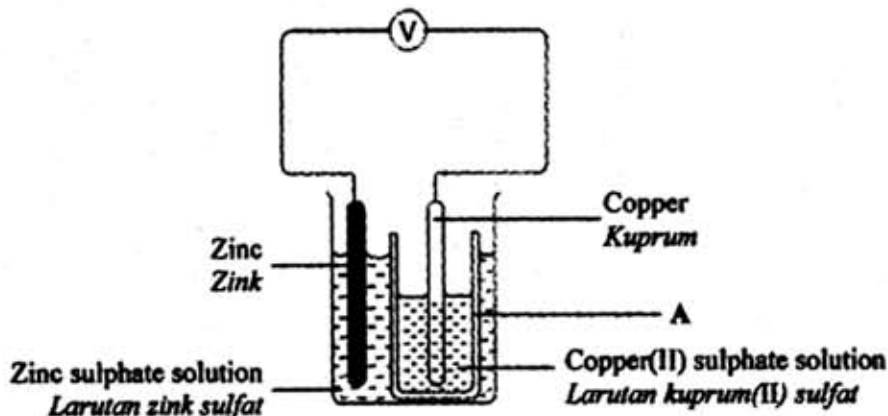 V
Copper
Kuprum
Zinc
Zink
A
Zinc sulphate solution
Larutan zink sulfat
Copper(II) sulphate solution
Larutan kuprum(II) sulfat